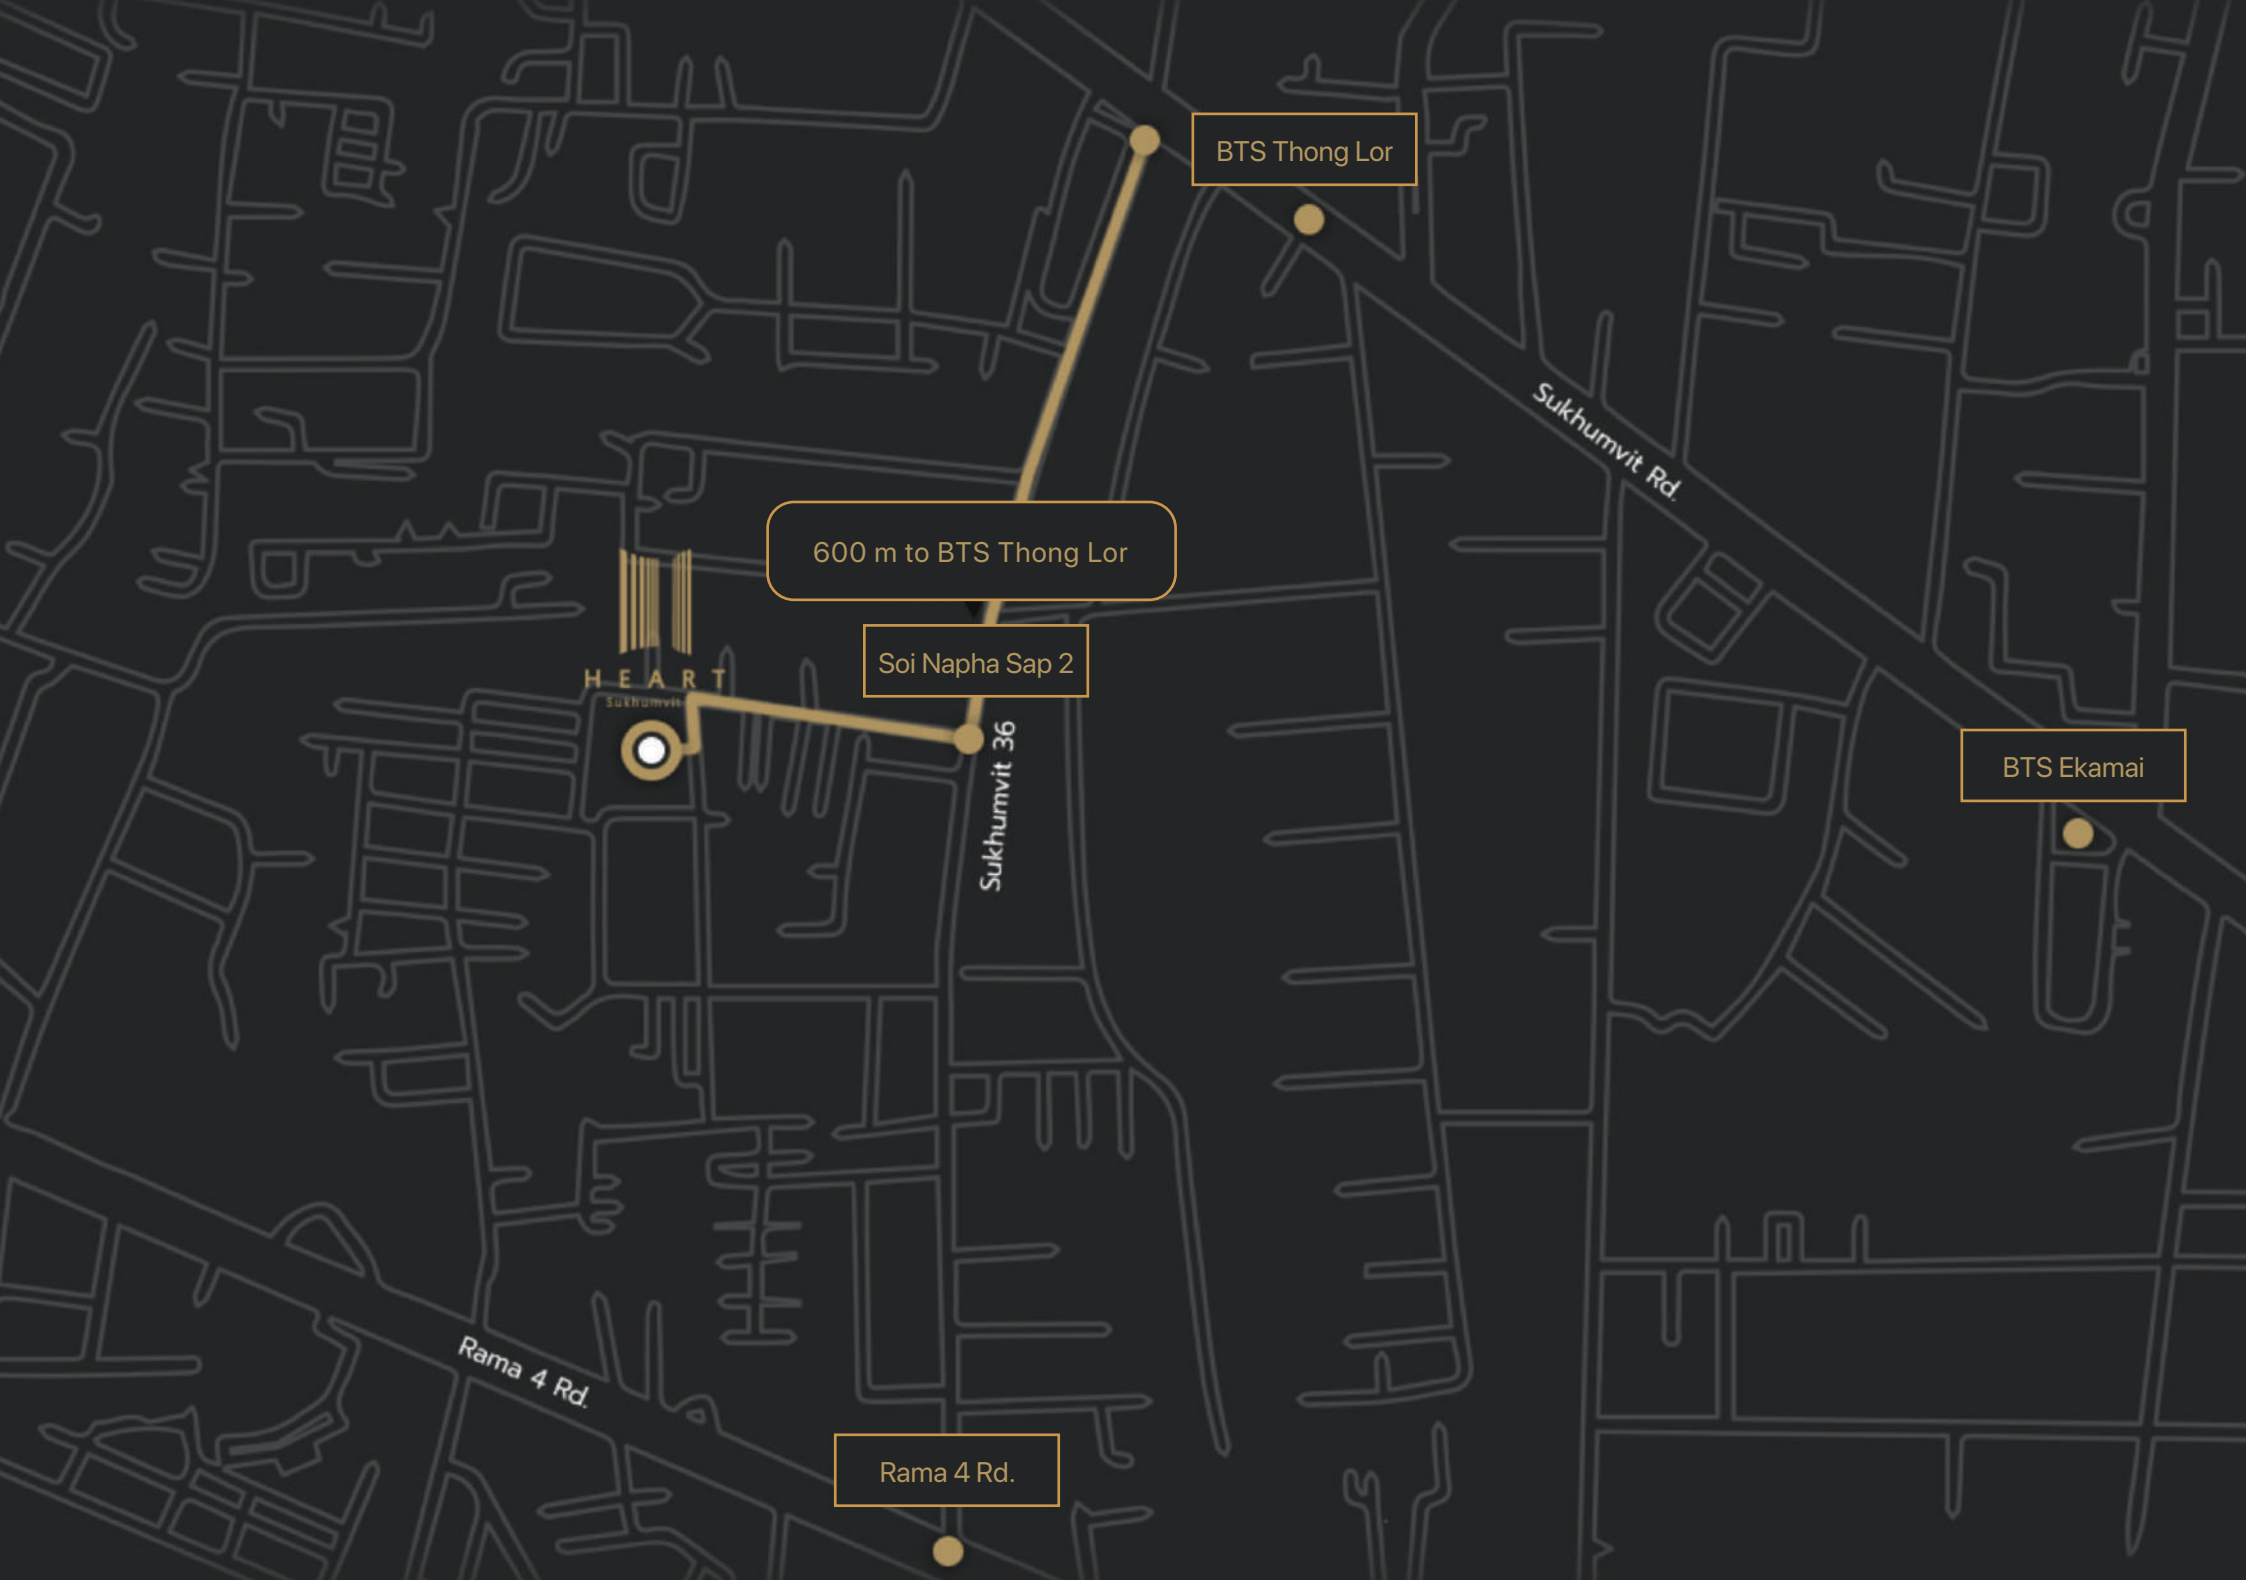 BTS Thong Lor
Sukhumvit Rd.
600 m to BTS Thong Lor
Soi Napha Sap 2
HEART
Sukhumvit
Sukhumvit 36
BTS Ekamai
Rama 4 Rd.
Rama 4 Rd.